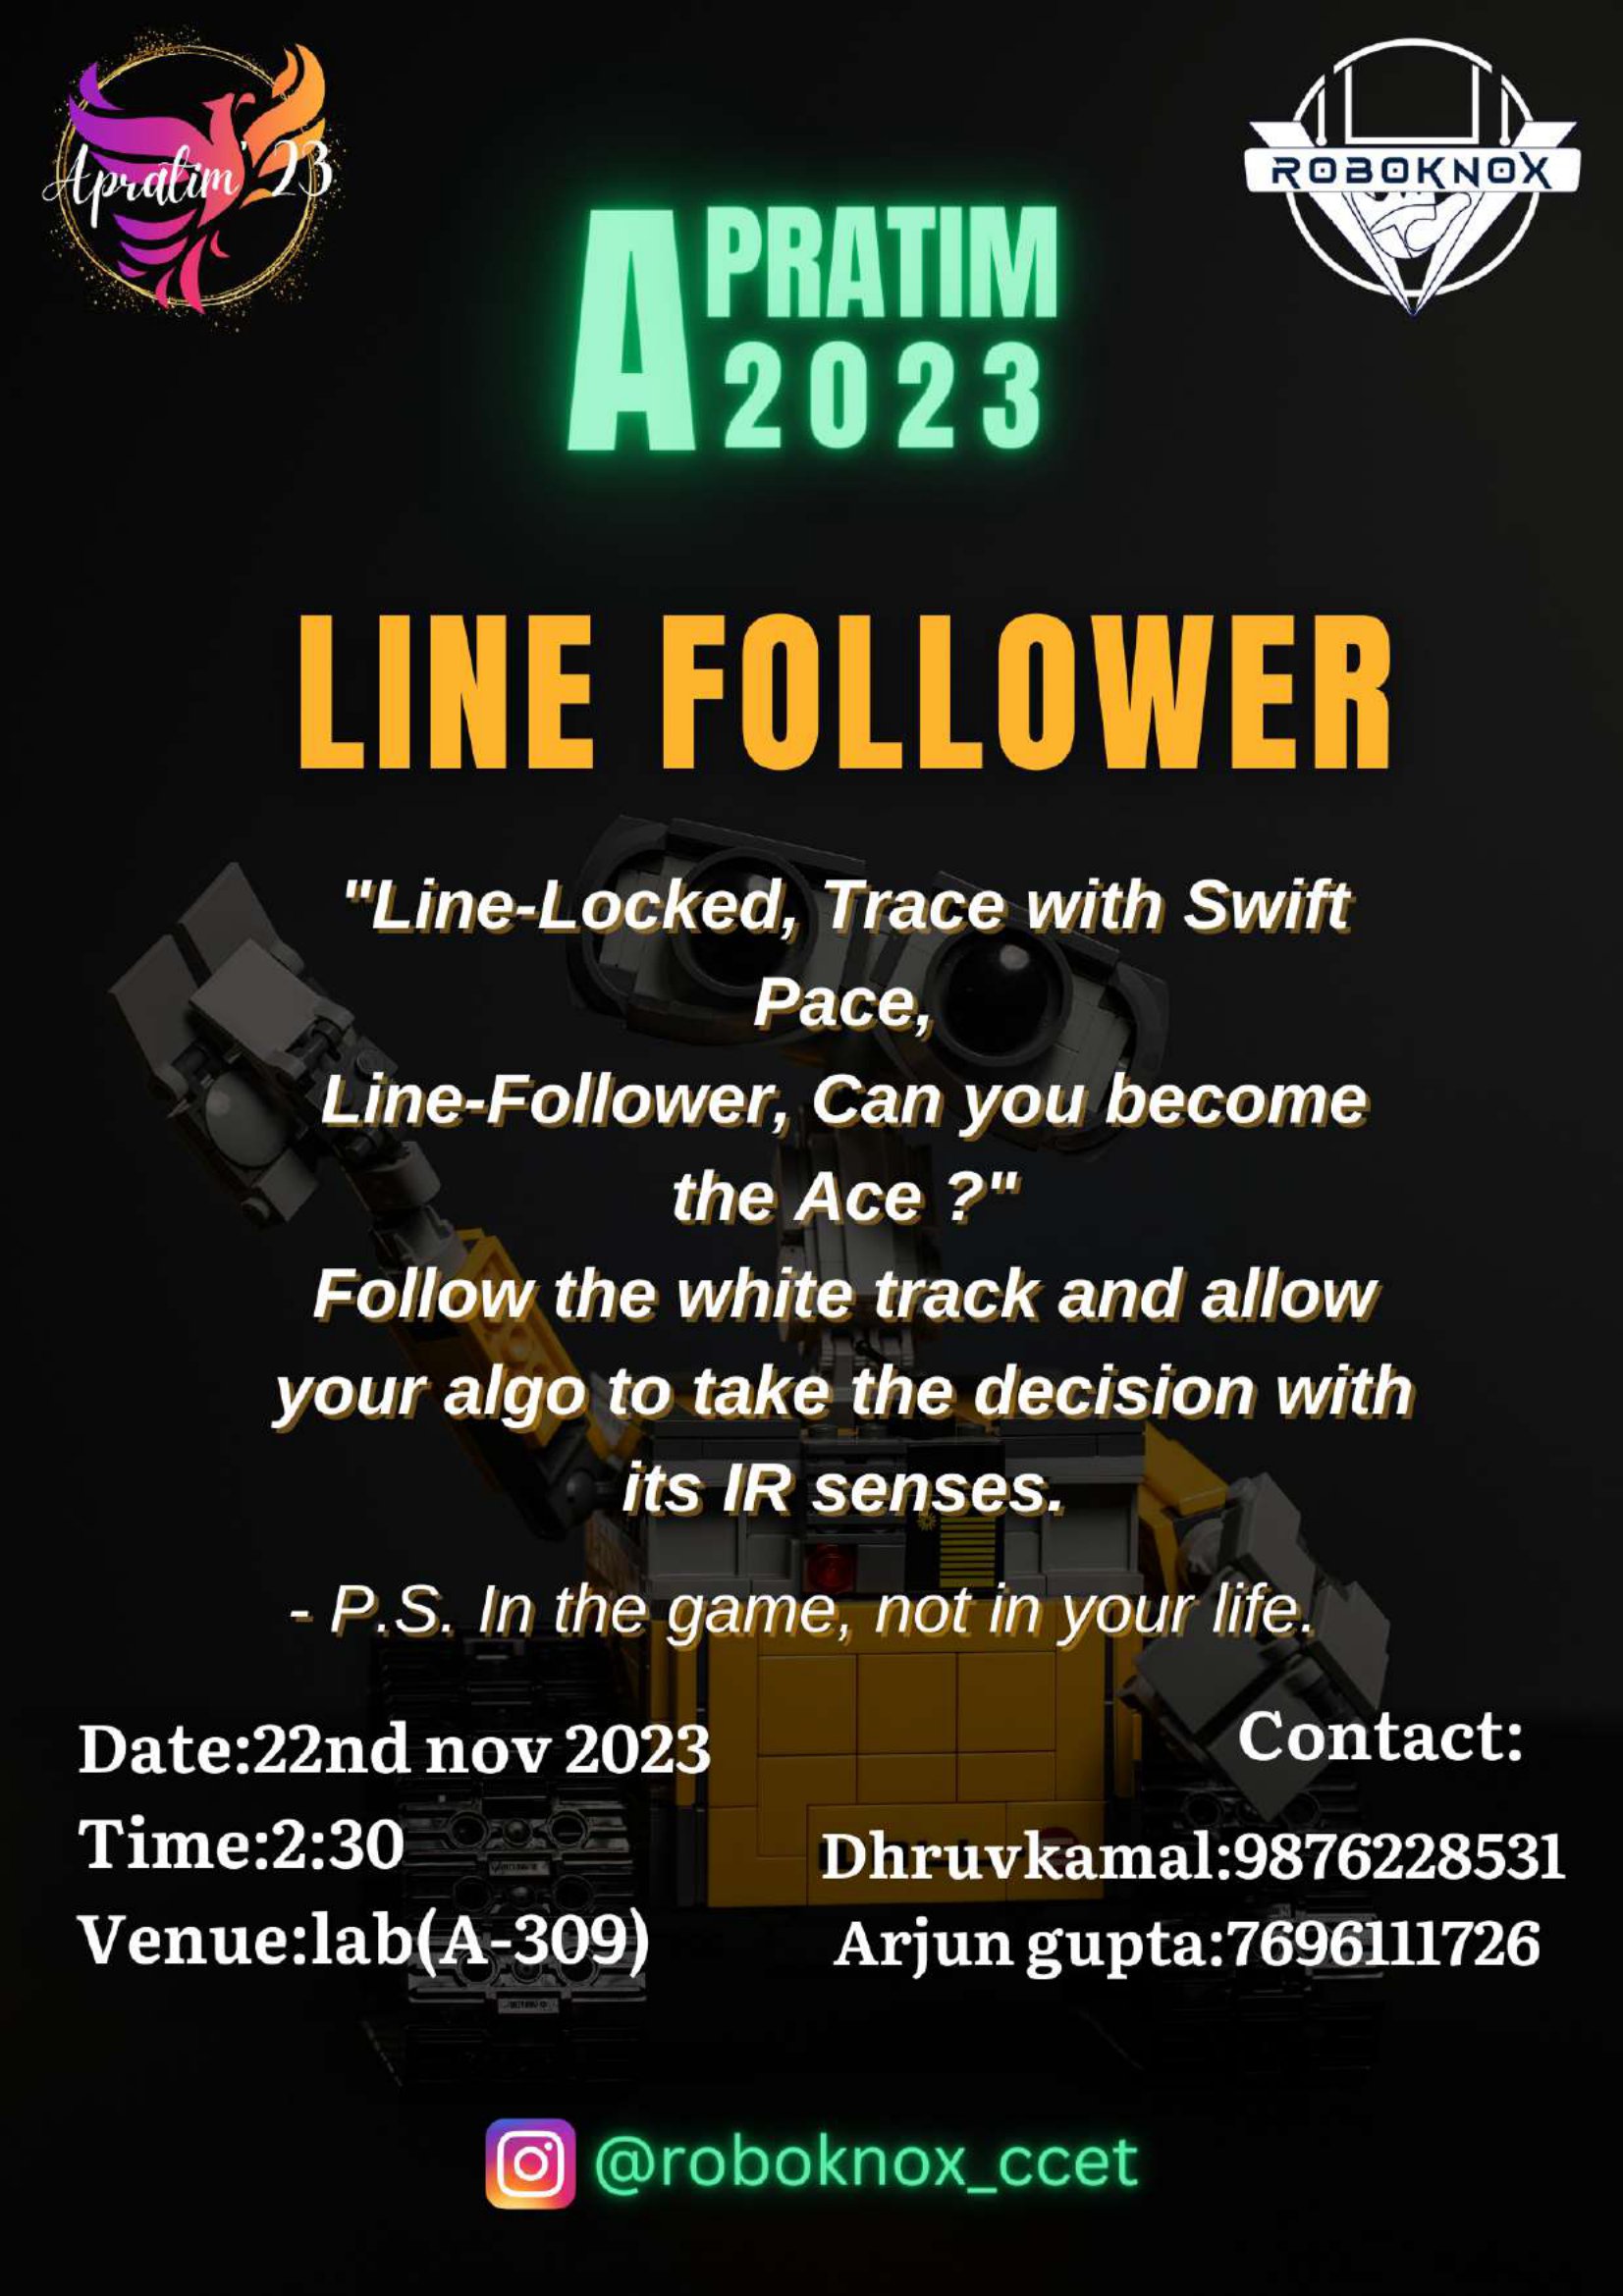 Apratim'23
ROBOKNOX
APRATIM
2023
LINE FOLLOWER
"Line-Locked, Trace with Swift
Pace,
Line-Follower, Can you become
the Ace ?"
Follow the white track and allow
your algo to take the decision with
its IR senses.
- P.S. In the game, not in your life.
Date:22nd nov 2023
Time:2:30
Venue:lab(A-309)
Contact:
Dhruvkamal:9876228531
Arjun gupta:7696111726
@roboknox_ccet